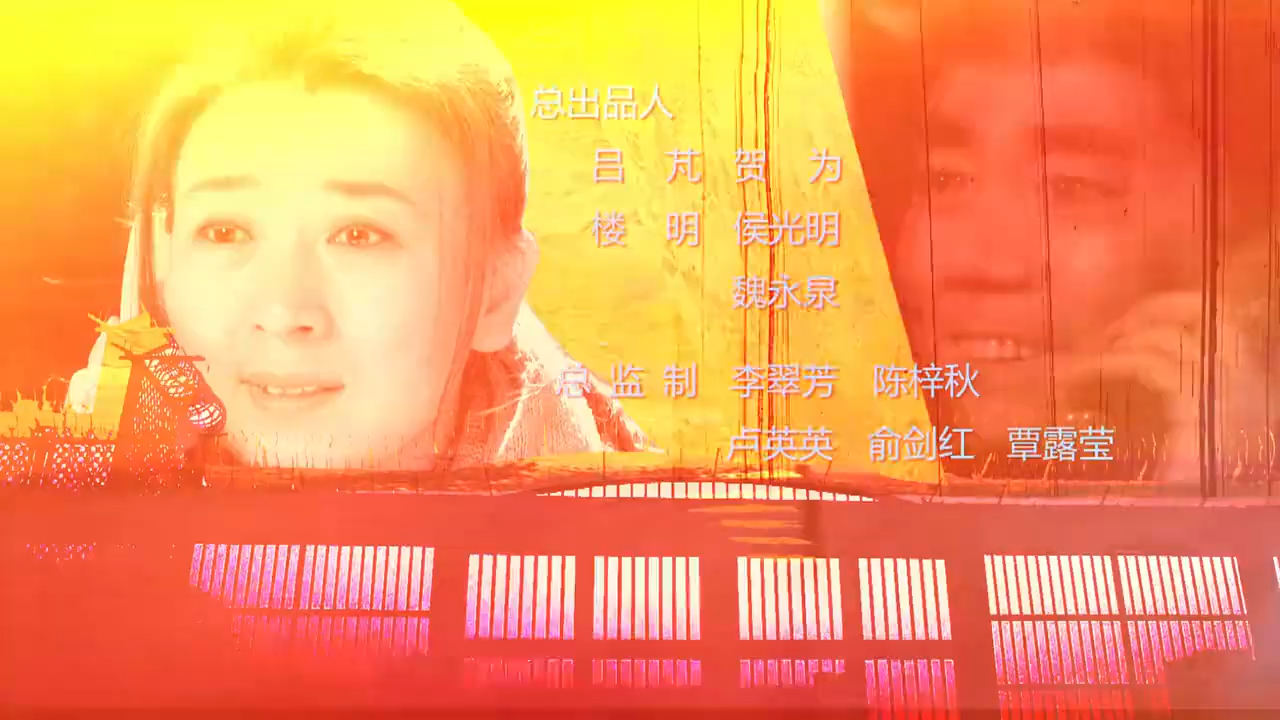 总出品人
吕 芃 贺 为
楼 明 侯光明
魏永泉
总 监 制 李翠芳 陈梓秋
卢英英 俞剑红 覃露莹